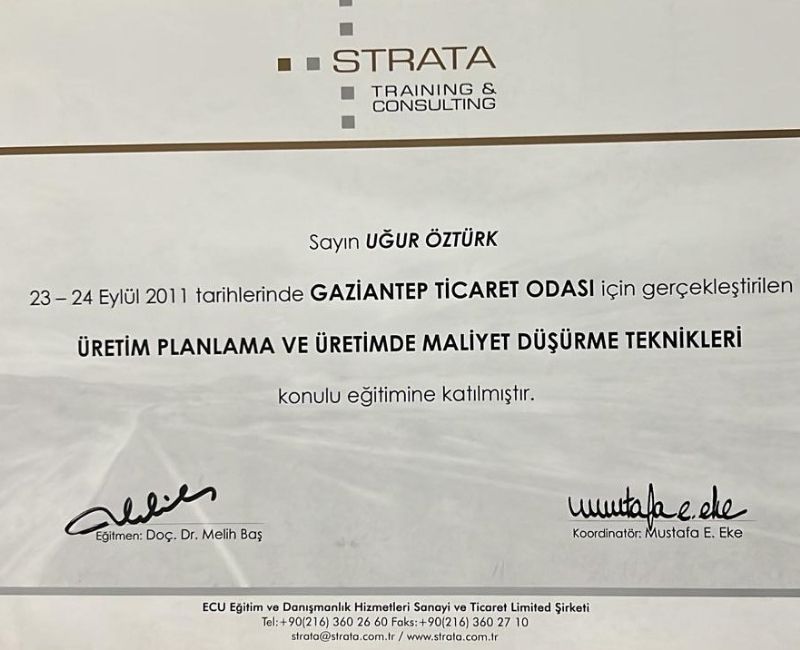 STRATA
TRAINING &
CONSULTING
Sayın UĞUR ÖZTÜRK
23 – 24 Eylül 2011 tarihlerinde GAZİANTEP TİCARET ODASI için gerçekleştirilen
ÜRETİM PLANLAMA VE ÜRETİMDE MALİYET DÜŞÜRME TEKNİKLERİ
konulu eğitimine katılmıştır.
mustafa e. eke
Eğitmen: Doç. Dr. Melih Baş
Koordinatör: Mustafa E. Eke
ECU Eğitim ve Danışmanlık Hizmetleri Sanayi ve Ticaret Limited Şirketi
Tel:+90(216) 360 26 60 Faks:+90(216) 360 27 10
strata@strata.com.tr / www.strata.com.tr